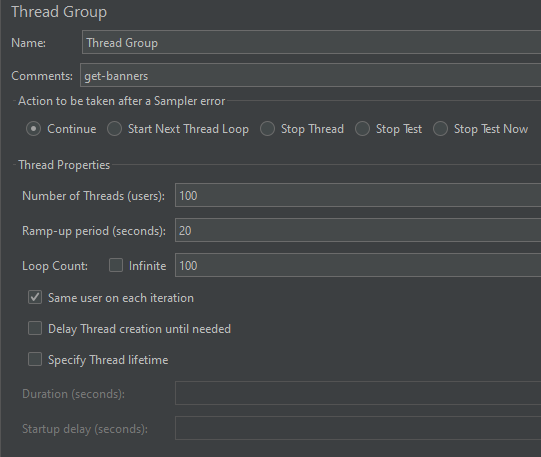 Thread Group
Name: Thread Group
Comments: get-banners
Action to be taken after a Sampler error
Continue Start Next Thread Loop Stop Thread Stop Test Stop Test Now
Thread Properties
Number of Threads (users): 100
Ramp-up period (seconds): 20
Loop Count: Infinite 100
Same user on each iteration
Delay Thread creation until needed
Specify Thread lifetime
Duration (seconds):
Startup delay (seconds):